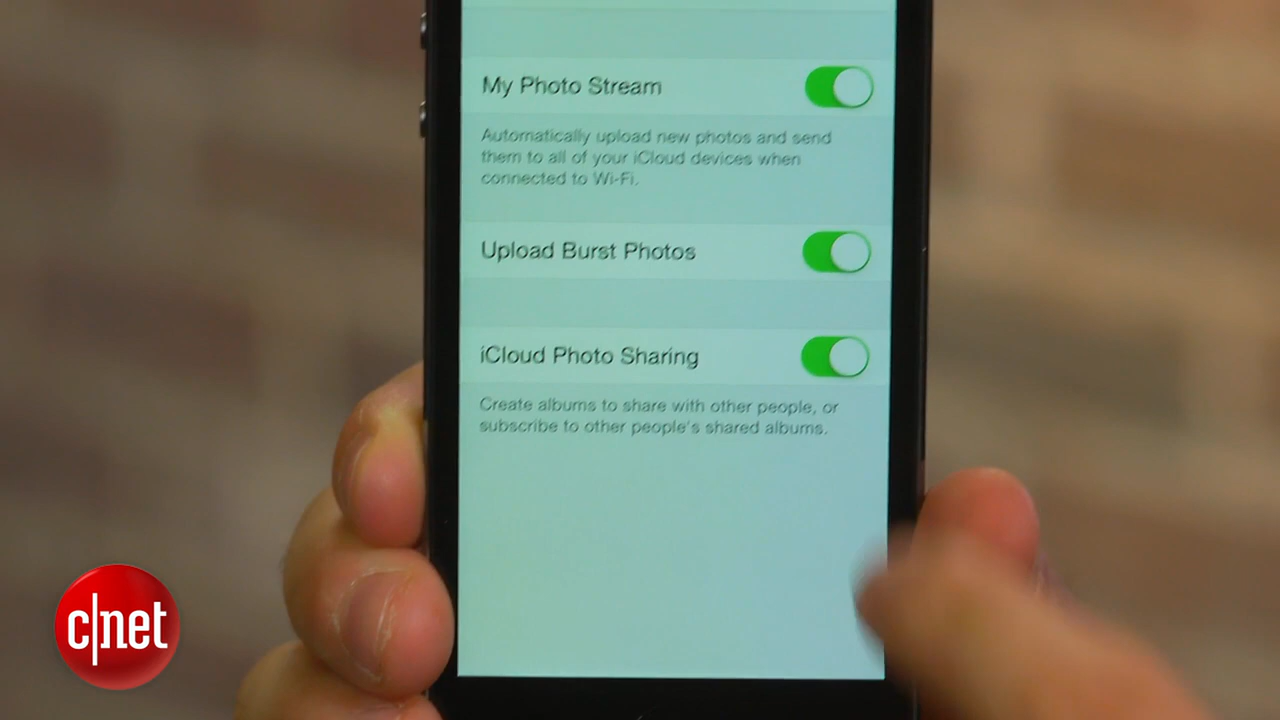 My Photo Stream
Automatically upload new photos and send
them to all of your iCloud devices when
connected to Wi-Fi.
Upload Burst Photos
iCloud Photo Sharing
Create albums to share with other people, or
subscribe to other people's shared albums.
c|net